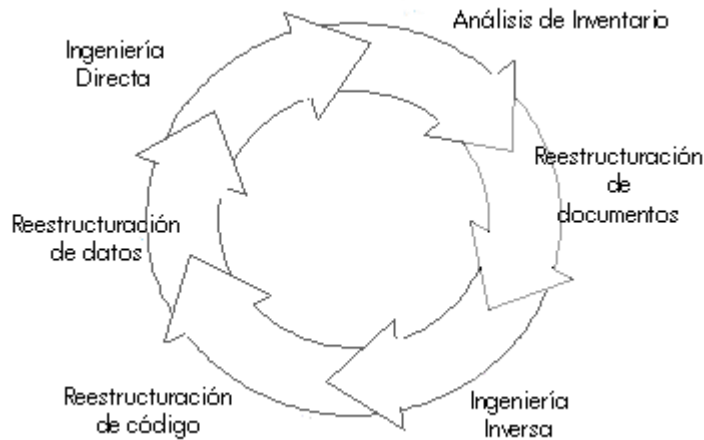 Análisis de Inventario
Reestructuración
de
documentos
Ingeniería
Inversa
Reestructuración
de código
Reestructuración
de datos
Ingeniería
Directa